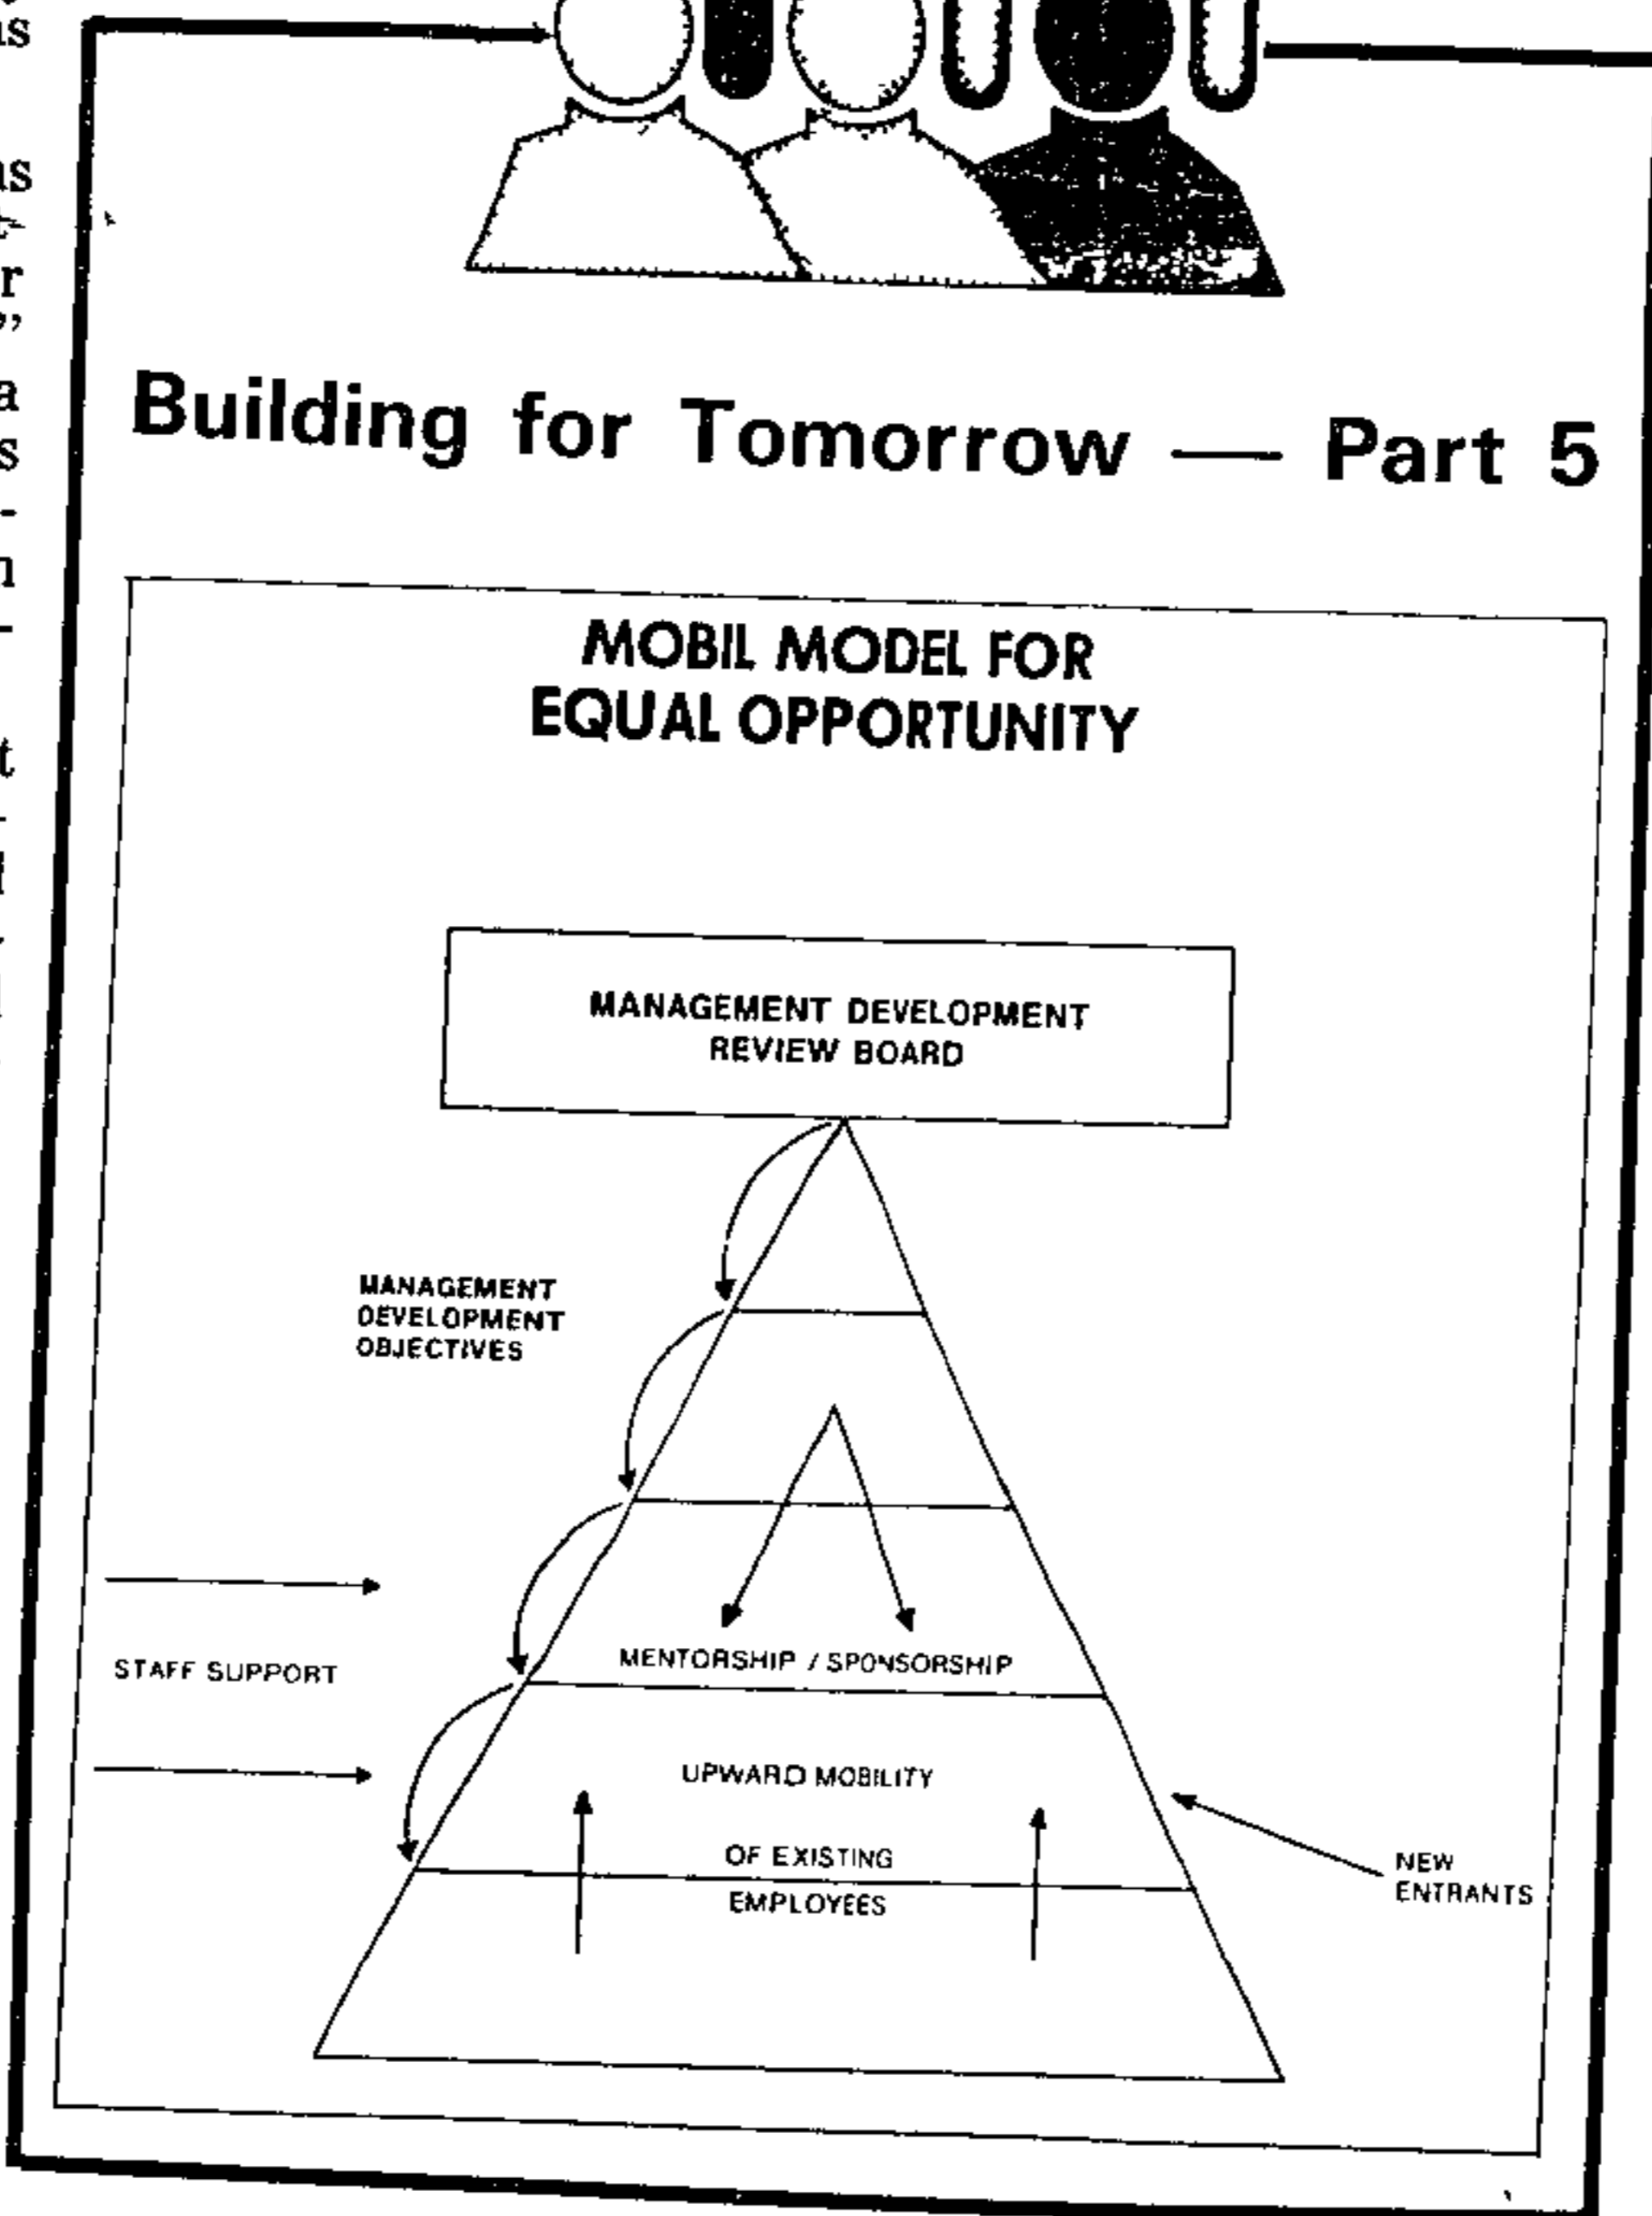 Building for Tomorrow — Part 5
MOBIL MODEL FOR
EQUAL OPPORTUNITY
MANAGEMENT DEVELOPMENT
REVIEW BOARD
MANAGEMENT
DEVELOPMENT
OBJECTIVES
MENTORSHIP / SPONSORSHIP
STAFF SUPPORT
UPWARD MOBILITY
OF EXISTING
EMPLOYEES
NEW
ENTRANTS